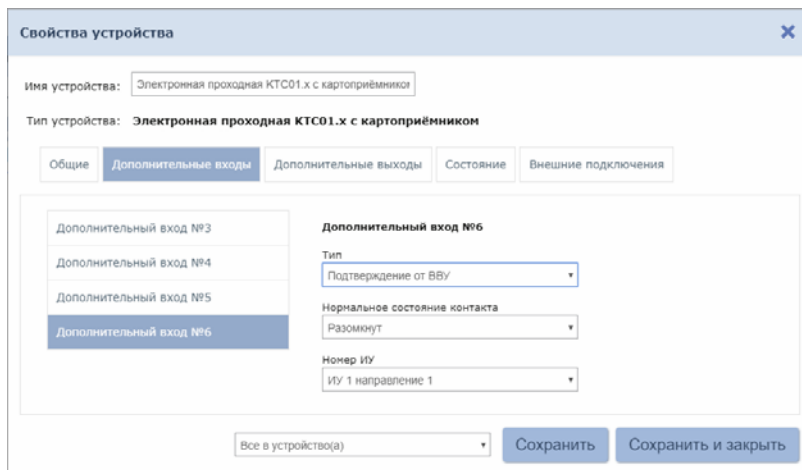 Свойства устройства
Имя устройства: Электронная проходная КТС01.х с картоприёмником
Тип устройства: Электронная проходная КТС01.х с картоприёмником
Общие Дополнительные входы Дополнительные выходы Состояние Внешние подключения
Дополнительный вход №3
Дополнительный вход №4
Дополнительный вход №5
Дополнительный вход №6
Дополнительный вход №6
Тип
Подтверждение от ВВУ
Нормальное состояние контакта
Разомкнут
Номер ИУ
ИУ 1 направление 1
Все в устройство(а) Сохранить Сохранить и закрыть